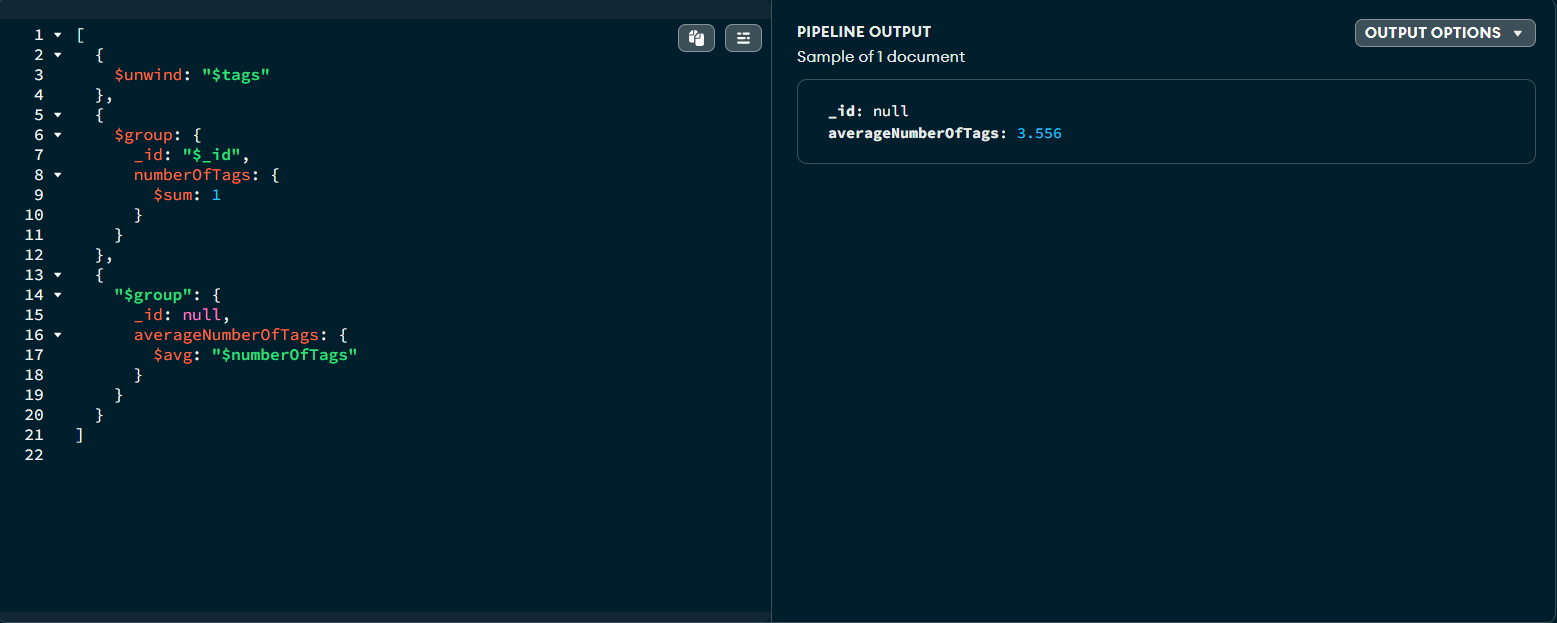 1 [
2 {
3 $unwind: "$tags"
4 },
5 {
6 $group: {
7 _id: "$_id",
8 numberOfTags: {
9 $sum: 1
10 }
11 }
12 },
13 {
14 "$group": {
15 _id: null,
16 averageNumberOfTags: {
17 $avg: "$numberOfTags"
18 }
19 }
20 }
21 ]
22
PIPELINE OUTPUT
Sample of 1 document
OUTPUT OPTIONS
_id: null
averageNumberOfTags: 3.556